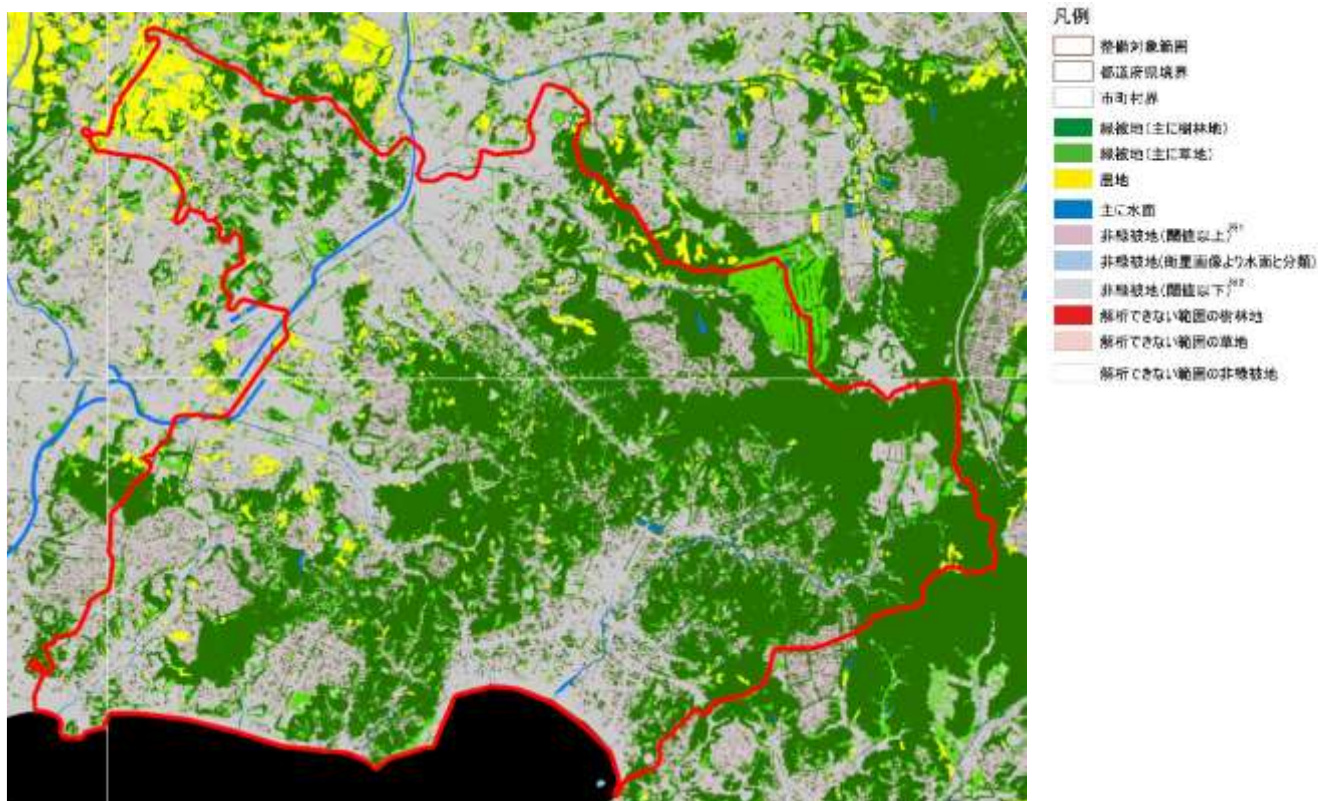 凡例
整備対象範囲
都道府県境界
市町村界
緑被地(主に樹林地)
緑被地(主に草地)
農地
主に水面
非緑被地(閾値以上)※1
非緑被地(衛星画像より水面と分類)
非緑被地(閾値以下)※2
解析できない範囲の樹林地
解析できない範囲の草地
解析できない範囲の非緑被地